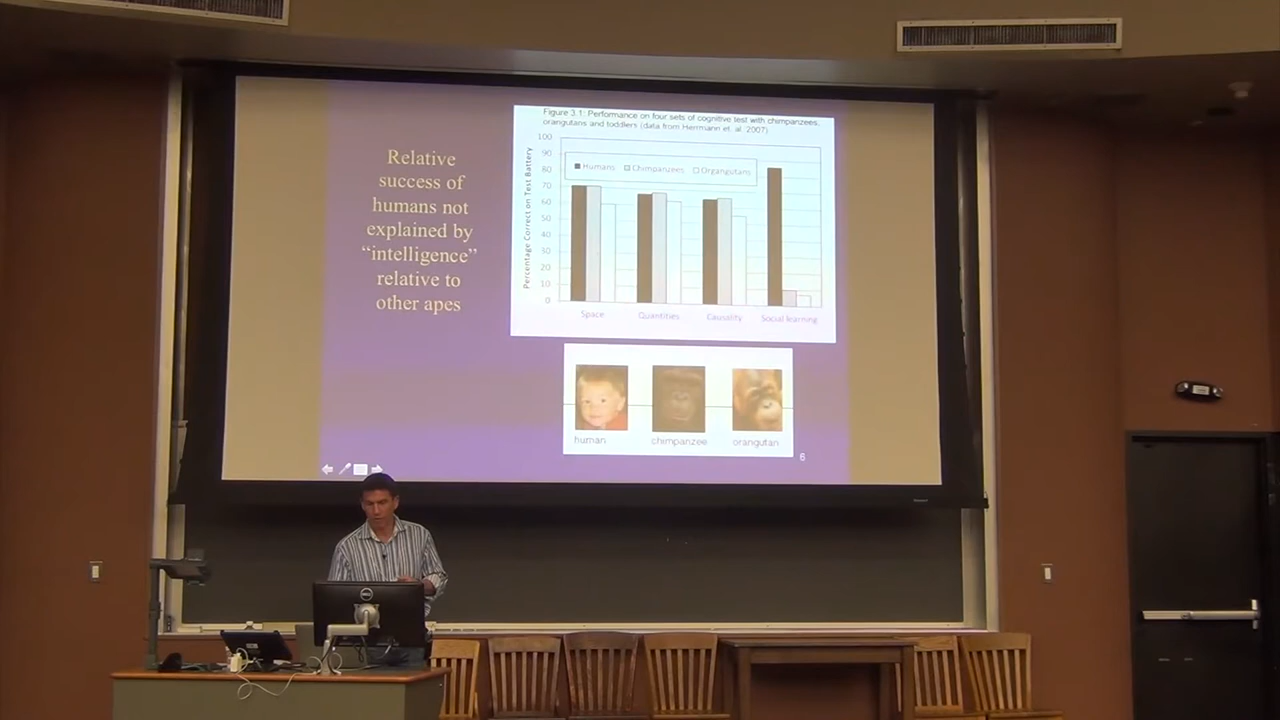 Relative
success of
humans not
explained by
“intelligence”
relative to
other apes
Figure 3.1: Performance on four sets of cognitive test with chimpanzees,
orangutans and toddlers (data from Herrmann et. al. 2007)
Percentage Correct on Test Battery
100
90
80
70
60
50
40
30
20
10
0
Humans Chimpanzees Organgutans
Space Quantities Causality Social learning
human chimpanzee orangutan
6
DELL